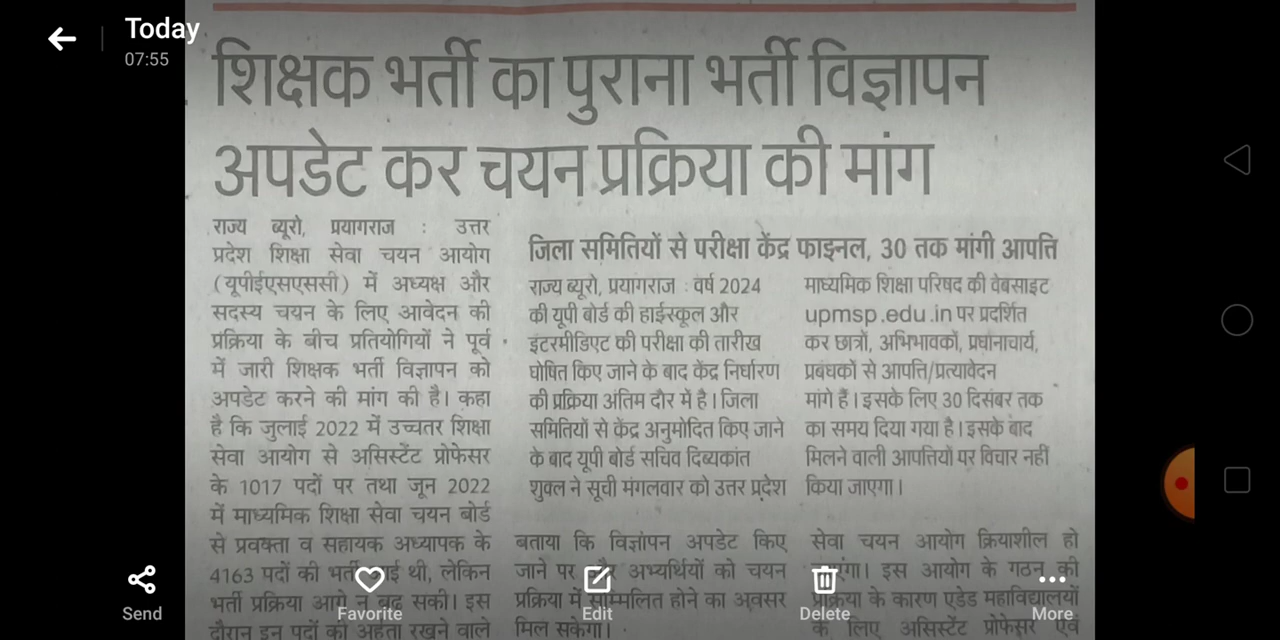 Today
07:55
शिक्षक भर्ती का पुराना भर्ती विज्ञापन
अपडेट कर चयन प्रक्रिया की मांग
राज्य ब्यूरो, प्रयागराज : उत्तर
प्रदेश शिक्षा सेवा चयन आयोग
(यूपीईएसएससी) में अध्यक्ष और
सदस्य चयन के लिए आवेदन की
प्रक्रिया के बीच प्रतियोगियों ने पूर्व
में जारी शिक्षक भर्ती विज्ञापन को
अपडेट करने की मांग की है। कहा
है कि जुलाई 2022 में उच्चतर शिक्षा
सेवा आयोग से असिस्टेंट प्रोफेसर
के 1017 पदों पर तथा जून 2022
में माध्यमिक शिक्षा सेवा चयन बोर्ड
से प्रवक्ता व सहायक अध्यापक के
4163 पदों की भर्ती आई थी, लेकिन
भर्ती प्रक्रिया आगे न बढ़ सकी। इस
दौरान इन पदों की अर्हता रखने वाले
जिला समितियों से परीक्षा केंद्र फाइनल, 30 तक मांगी आपत्ति
राज्य ब्यूरो, प्रयागराज : वर्ष 2024
की यूपी बोर्ड की हाईस्कूल और
इंटरमीडिएट की परीक्षा की तारीख
घोषित किए जाने के बाद केंद्र निर्धारण
की प्रक्रिया अंतिम दौर में है। जिला
समितियों से केंद्र अनुमोदित किए जाने
के बाद यूपी बोर्ड सचिव दिब्यकांत
शुक्ल ने सूची मंगलवार को उत्तर प्रदेश
माध्यमिक शिक्षा परिषद की वेबसाइट
upmsp.edu.in पर प्रदर्शित
कर छात्रों, अभिभावकों, प्रधानाचार्य,
प्रबंधकों से आपत्ति/प्रत्यावेदन
मांगे हैं। इसके लिए 30 दिसंबर तक
का समय दिया गया है। इसके बाद
मिलने वाली आपत्तियों पर विचार नहीं
किया जाएगा।
बताया कि विज्ञापन अपडेट किए
जाने पर और अभ्यर्थियों को चयन
प्रक्रिया में सम्मिलित होने का अवसर
मिल सकेगा।
सेवा चयन आयोग क्रियाशील हो
इस आयोग के गठन की
प्रक्रिया के कारण एडेड महाविद्यालयों
के लिए असिस्टेंट प्रोफेसर एवं
Send
Favorite
Edit
Delete
More